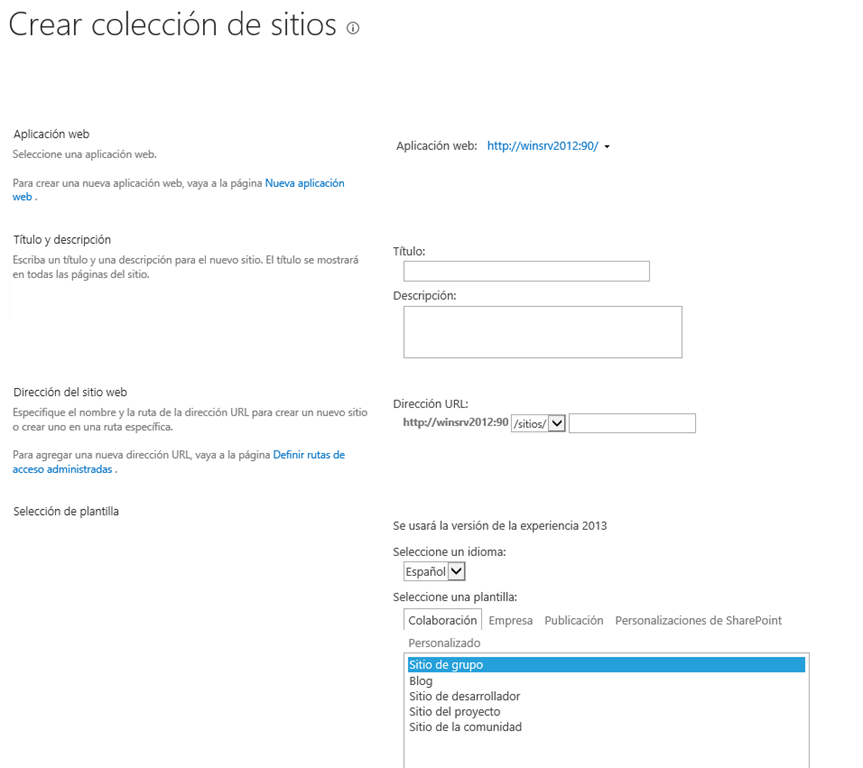 Crear colección de sitios
Aplicación web
Seleccione una aplicación web.
Para crear una nueva aplicación web, vaya a la página Nueva aplicación
web .
Aplicación web: http://winsrv2012:90/
Título y descripción
Escriba un título y una descripción para el nuevo sitio. El título se mostrará
en todas las páginas del sitio.
Título:
Descripción:
Dirección del sitio web
Especifique el nombre y la ruta de la dirección URL para crear un nuevo sitio
o crear uno en una ruta específica.
Para agregar una nueva dirección URL, vaya a la página Definir rutas de
acceso administradas .
Dirección URL:
http://winsrv2012:90 /sitios/
Selección de plantilla
Se usará la versión de la experiencia 2013
Seleccione un idioma:
Español
Seleccione una plantilla:
Colaboración Empresa Publicación Personalizaciones de SharePoint
Personalizado
Sitio de grupo
Blog
Sitio de desarrollador
Sitio del proyecto
Sitio de la comunidad